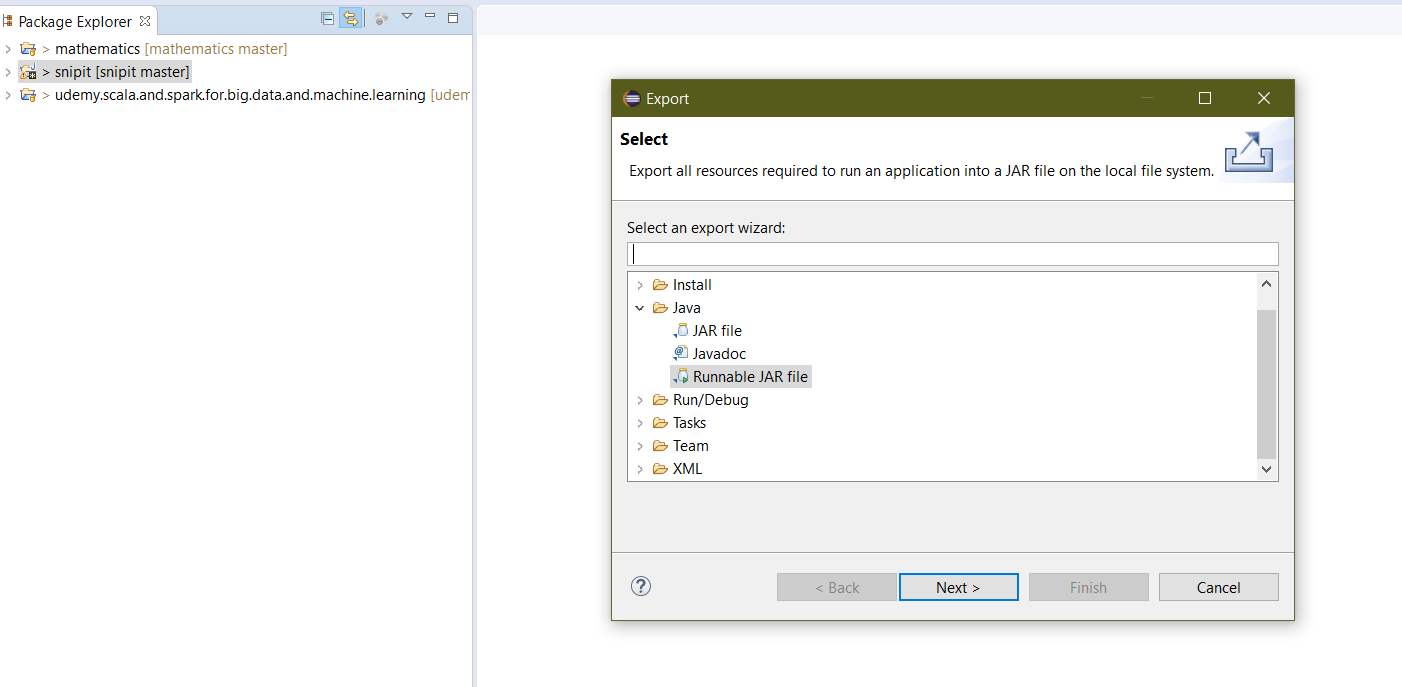 Package Explorer
> mathematics [mathematics master]
> snipit [snipit master]
> udemy.scala.and.spark.for.big.data.and.machine.learning [udem
Export
Select
Export all resources required to run an application into a JAR file on the local file system.
Select an export wizard:
Install
Java
JAR file
Javadoc
Runnable JAR file
Run/Debug
Tasks
Team
XML
? < Back Next > Finish Cancel